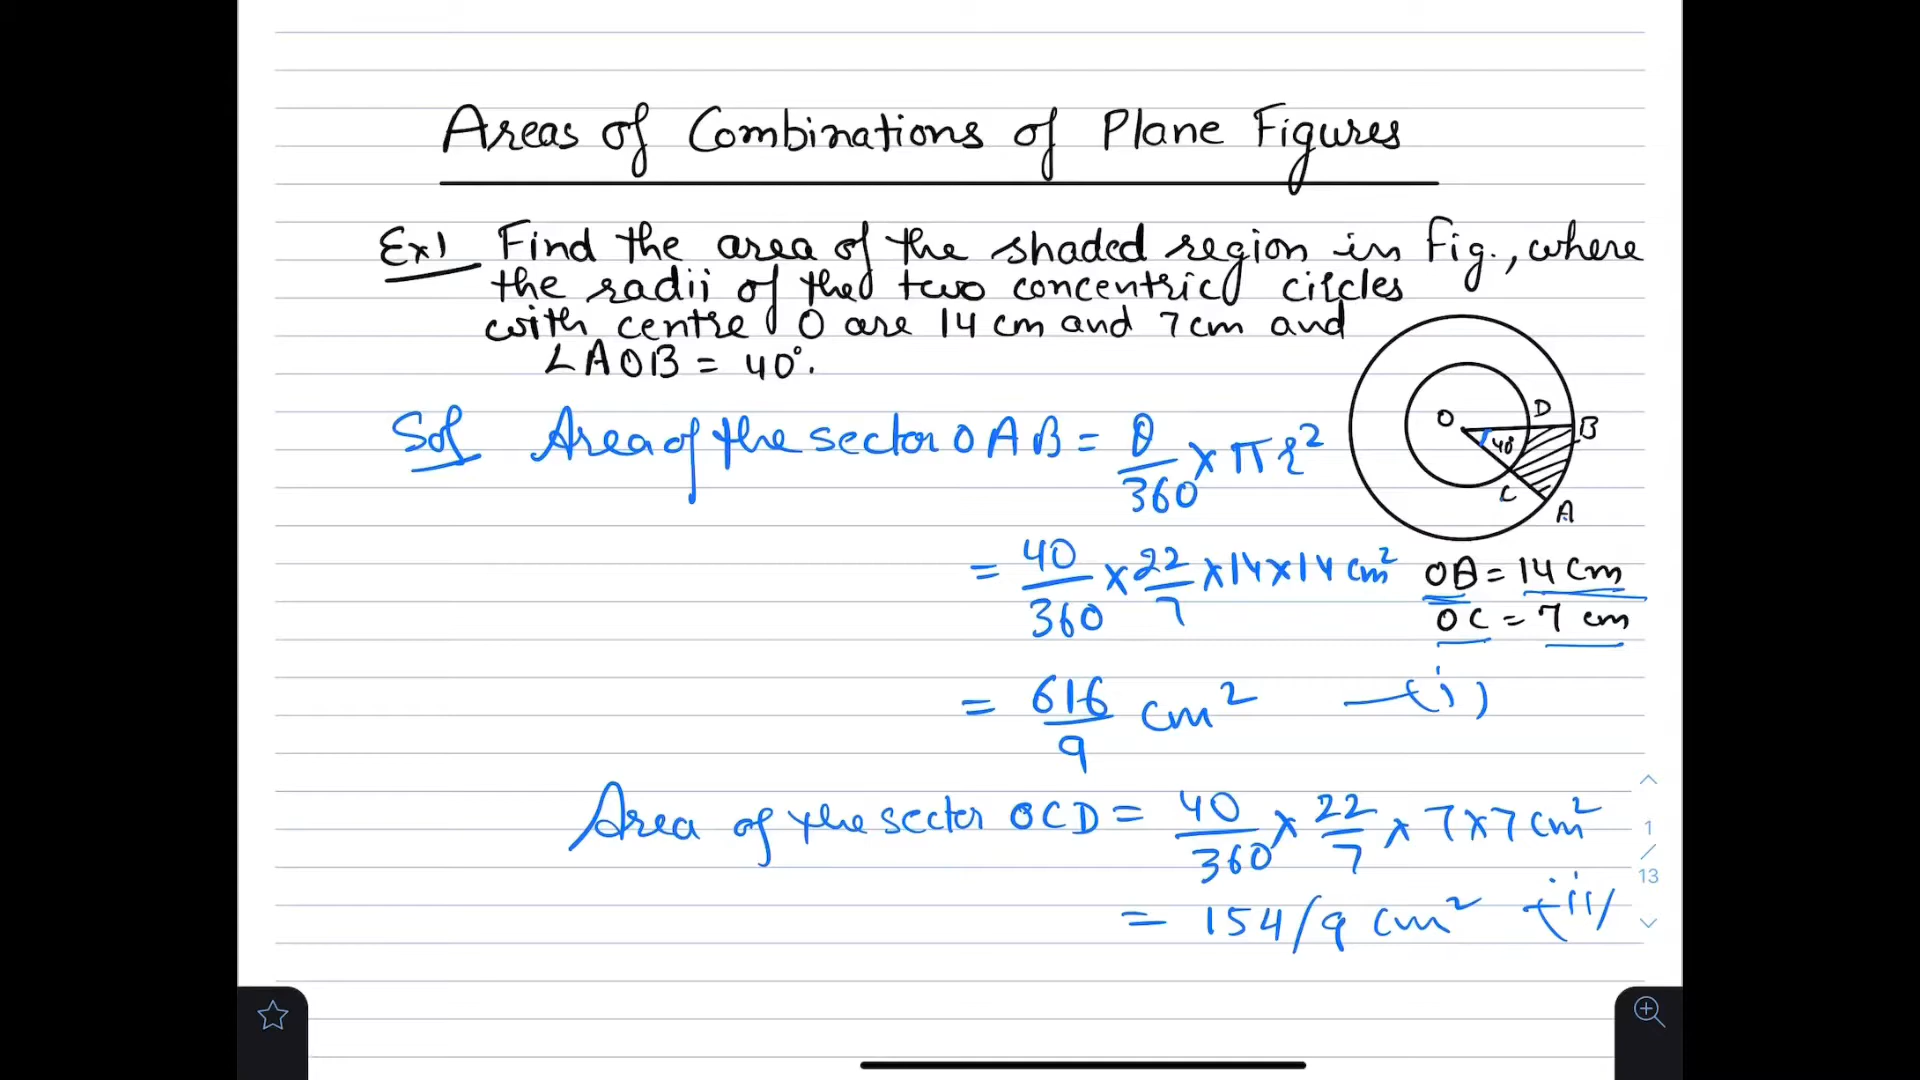 Areas of Combinations of Plane Figures
Ex1 Find the area of the shaded region in fig., where
the radii of the two concentric circles
with centre O are 14 cm and 7cm and
∠AOB = 40°.
O D B
40°
C
A
Sol Area of the sector OAB = θ/360 × πr²
= 40/360 × 22/7 × 14 × 14 cm²
OB = 14 cm
OC = 7 cm
= 616/9 cm² —(i)
Area of the sector OCD = 40/360 × 22/7 × 7 × 7 cm²
= 154/9 cm² —(ii)
1
/
13